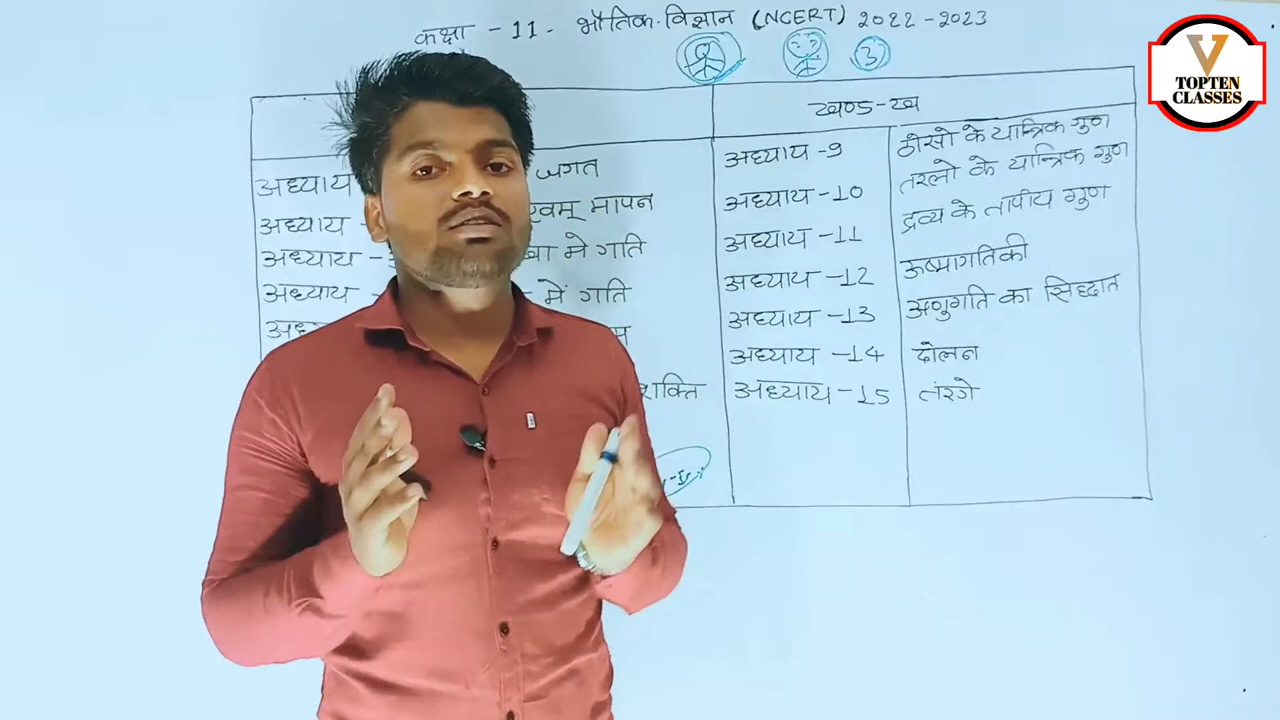 कक्षा - 11. भौतिक विज्ञान (NCERT) 2022-2023
3
V
TOPTEN
CLASSES
खण्ड-ख
अध्याय जगत
अध्याय - एवम् मापन
अध्याय - मे गति
अध्याय - में गति
शक्ति
अध्याय -9 ठोसो के यान्त्रिक गुण
अध्याय -10 तरलो के यान्त्रिक गुण
अध्याय -11 द्रव्य के तापीय गुण
अध्याय -12 ऊष्मागतिकी
अध्याय -13 अणुगति का सिद्धात
अध्याय -14 दोलन
अध्याय -15 तंरगे